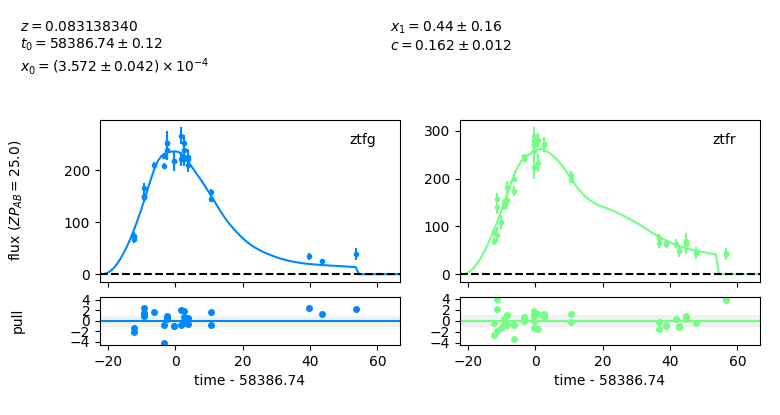 z = 0.083138340
t₀ = 58386.74 ± 0.12
x₀ = (3.572 ± 0.042) × 10⁻⁴
x₁ = 0.44 ± 0.16
c = 0.162 ± 0.012
flux (ZP_AB = 25.0)
ztfg
200
100
0
ztfr
300
200
100
0
pull
4
2
0
−2
−4
−20 0 20 40 60
time - 58386.74
4
2
0
−2
−4
−20 0 20 40 60
time - 58386.74